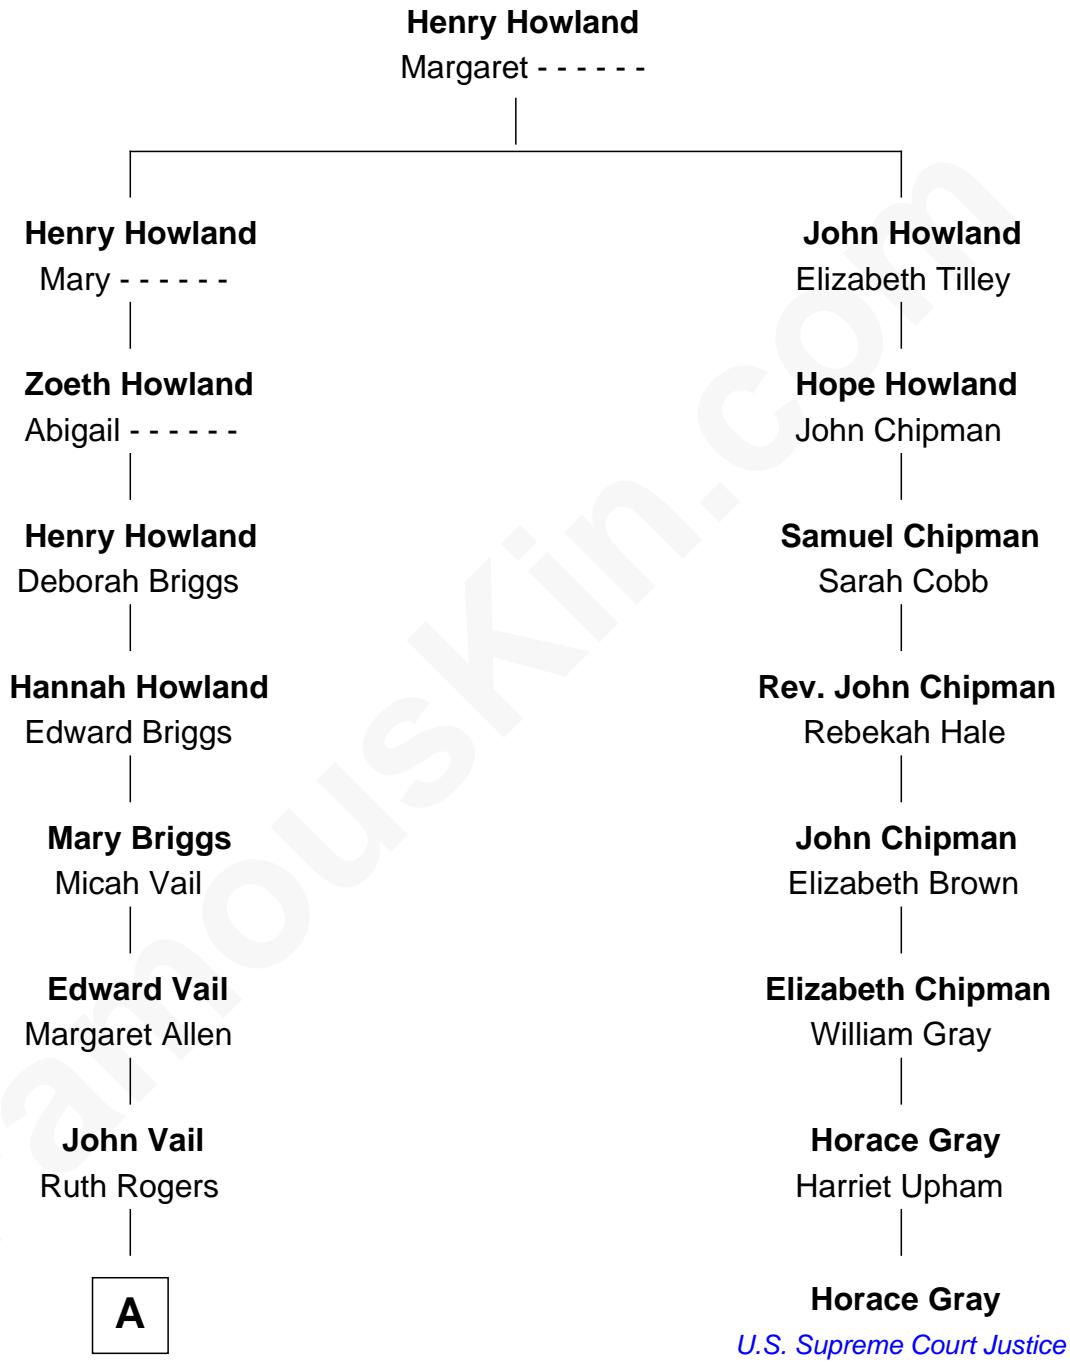 Henry Howland
Margaret - - - - - -
Henry Howland
Mary - - - - - -
John Howland
Elizabeth Tilley
Zoeth Howland
Abigail - - - - - -
Hope Howland
John Chipman
Henry Howland
Deborah Briggs
Samuel Chipman
Sarah Cobb
Hannah Howland
Edward Briggs
Rev. John Chipman
Rebekah Hale
Mary Briggs
Micah Vail
John Chipman
Elizabeth Brown
Edward Vail
Margaret Allen
Elizabeth Chipman
William Gray
John Vail
Ruth Rogers
Horace Gray
Harriet Upham
A
Horace Gray
U.S. Supreme Court Justice
amouskin.com